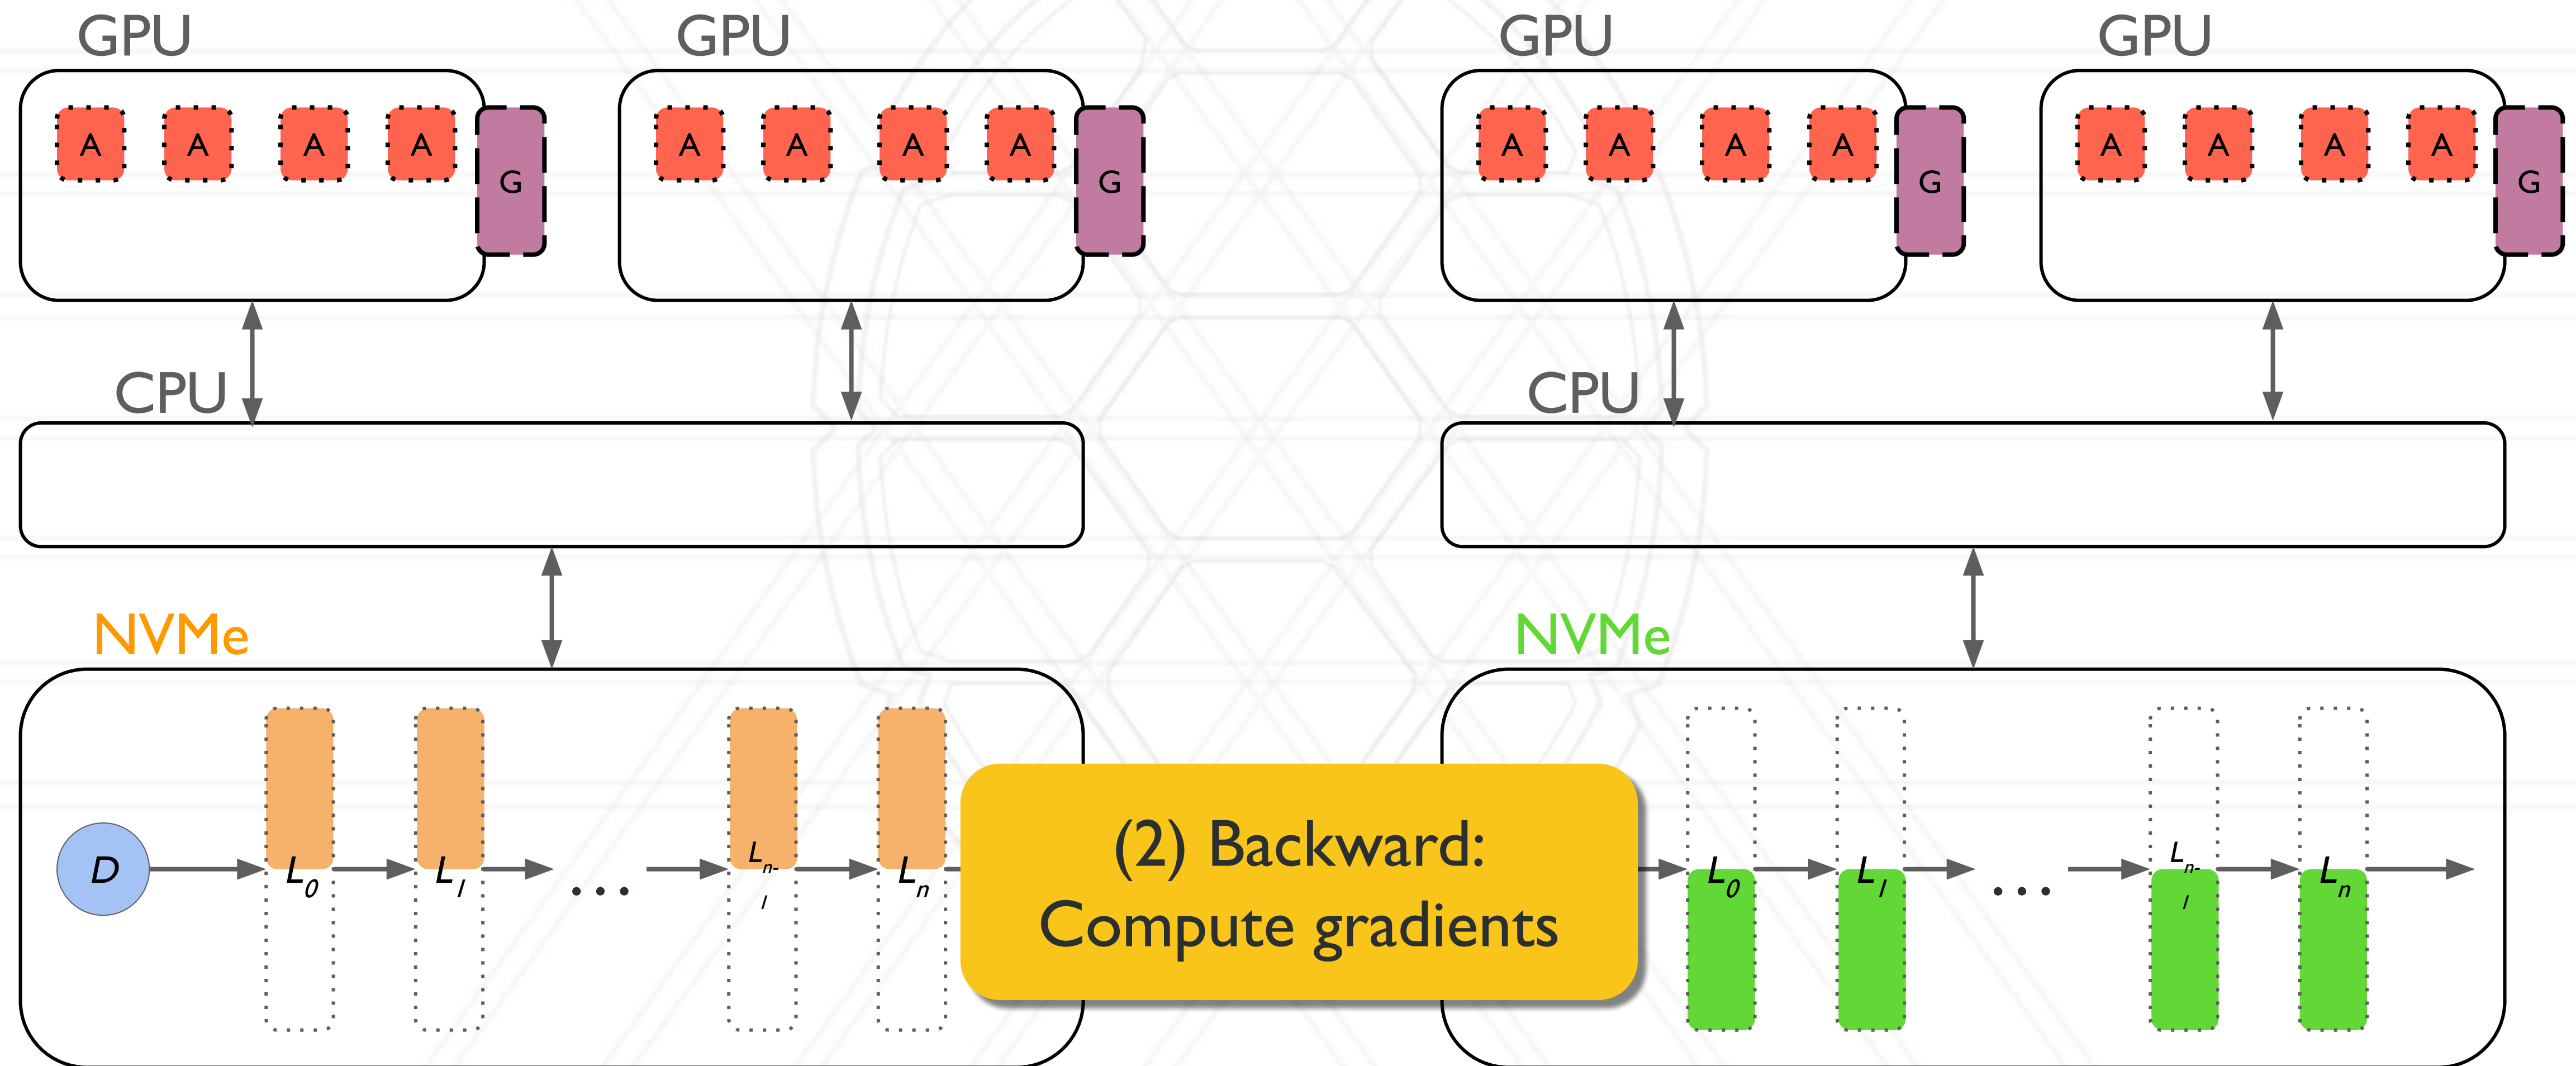 GPU GPU GPU GPU
A A A A G A A A A G A A A A G A A A A G
CPU CPU
NVMe NVMe
D L0 L1 ... Ln-1 Ln L0 L1 ... Ln-1 Ln
(2) Backward:
Compute gradients